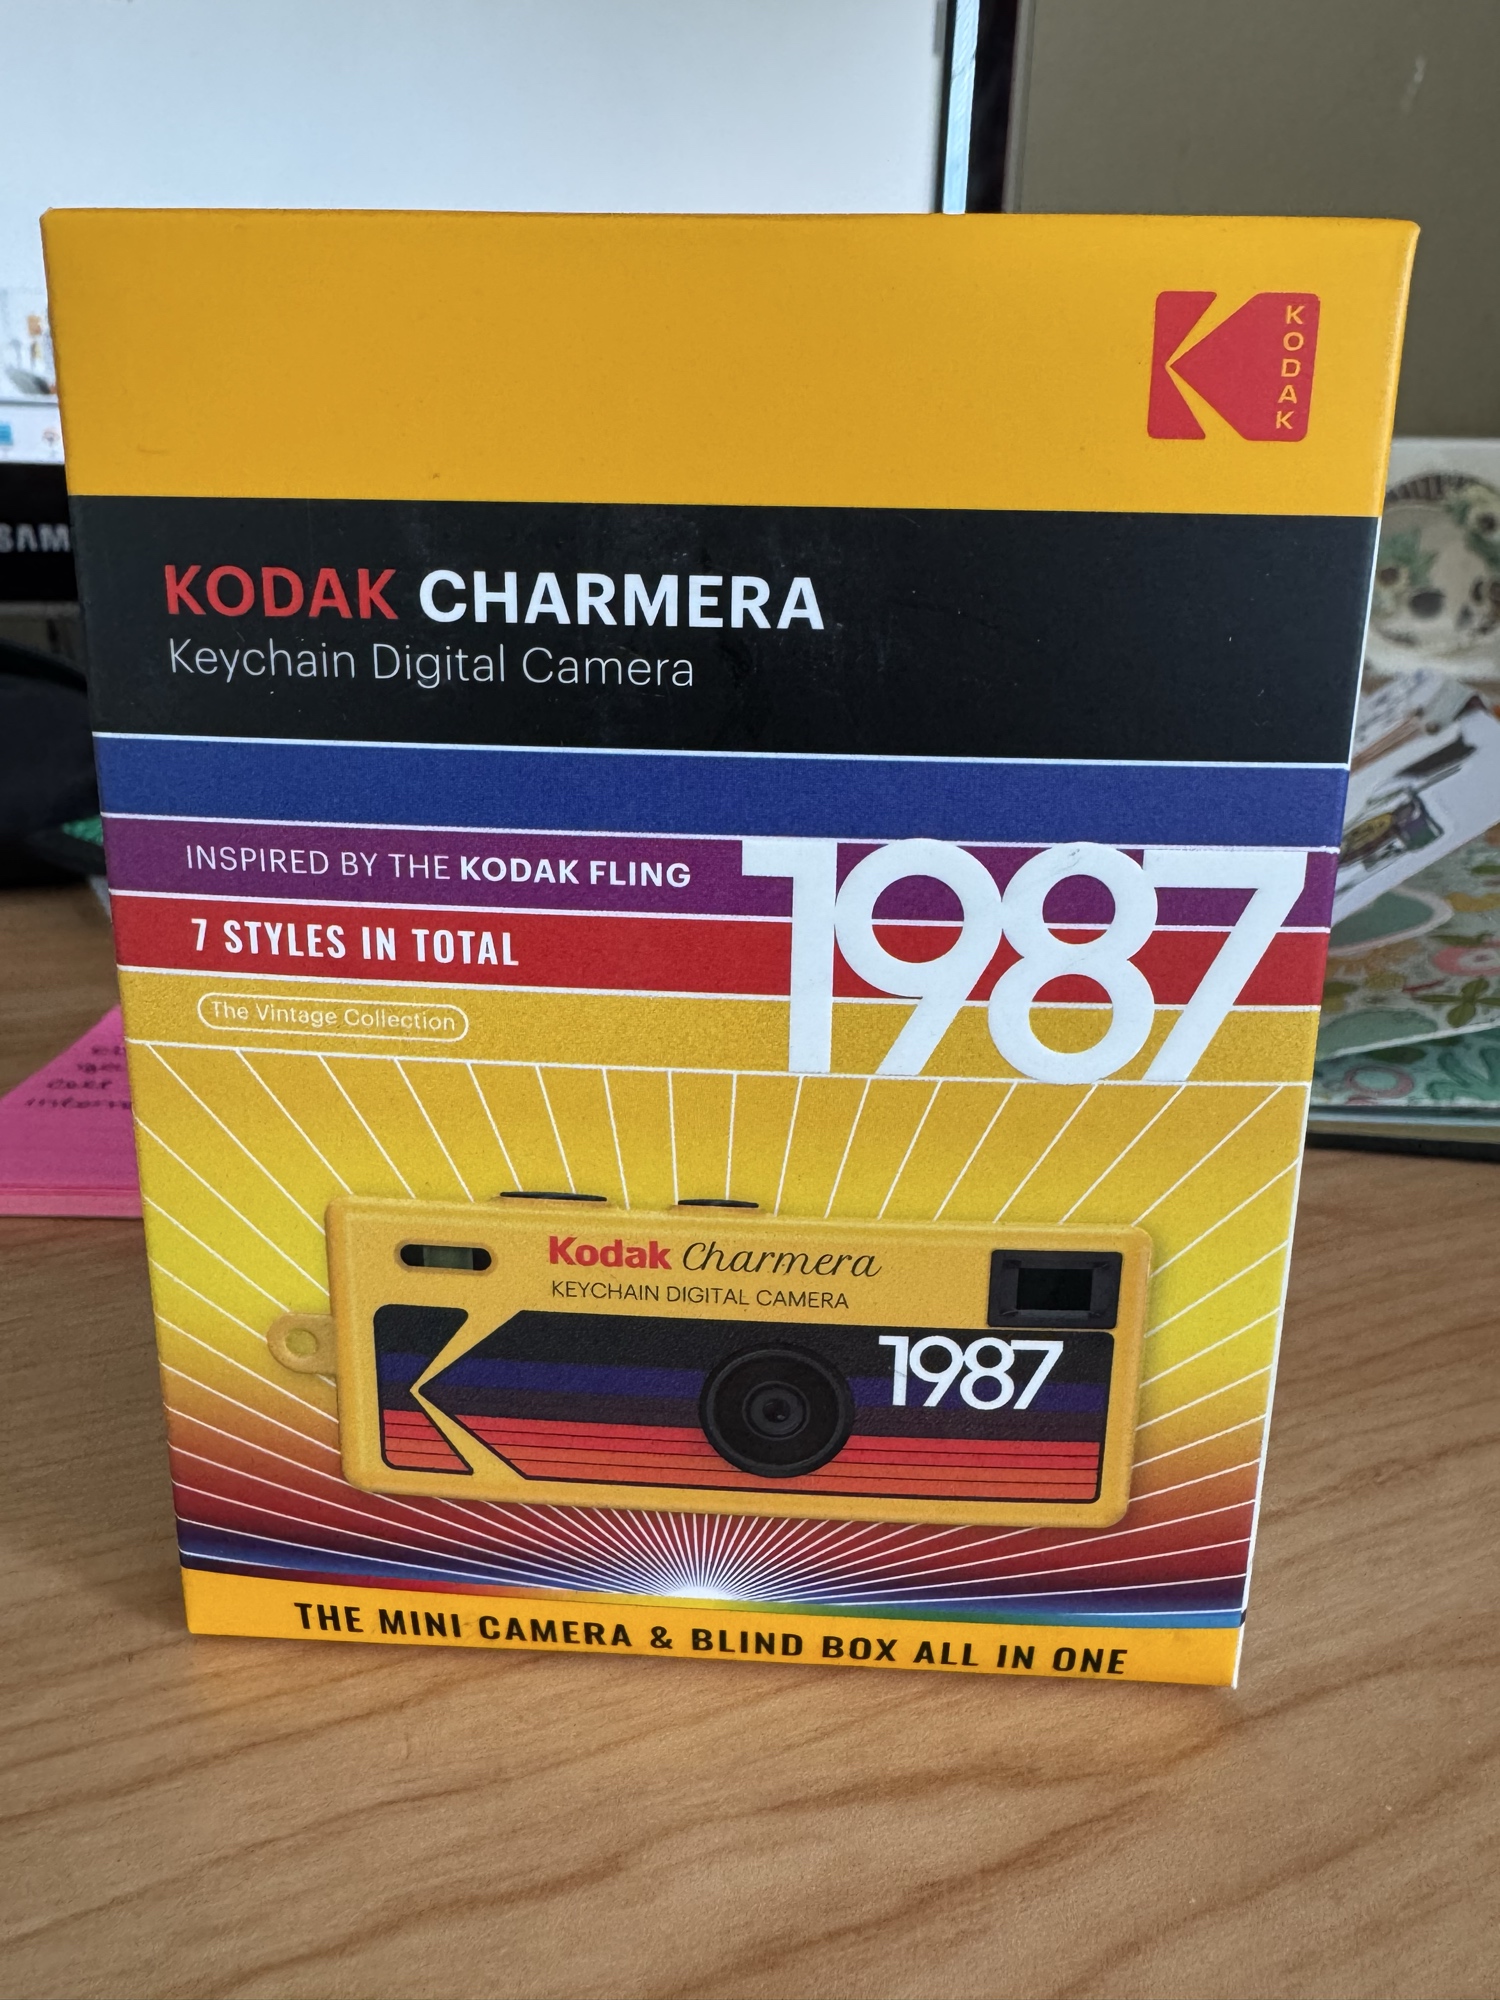 KODAK
SAM
KODAK CHARMERA
Keychain Digital Camera
INSPIRED BY THE KODAK FLING
1987
7 STYLES IN TOTAL
The Vintage Collection
Kodak Charmera
KEYCHAIN DIGITAL CAMERA
1987
THE MINI CAMERA & BLIND BOX ALL IN ONE